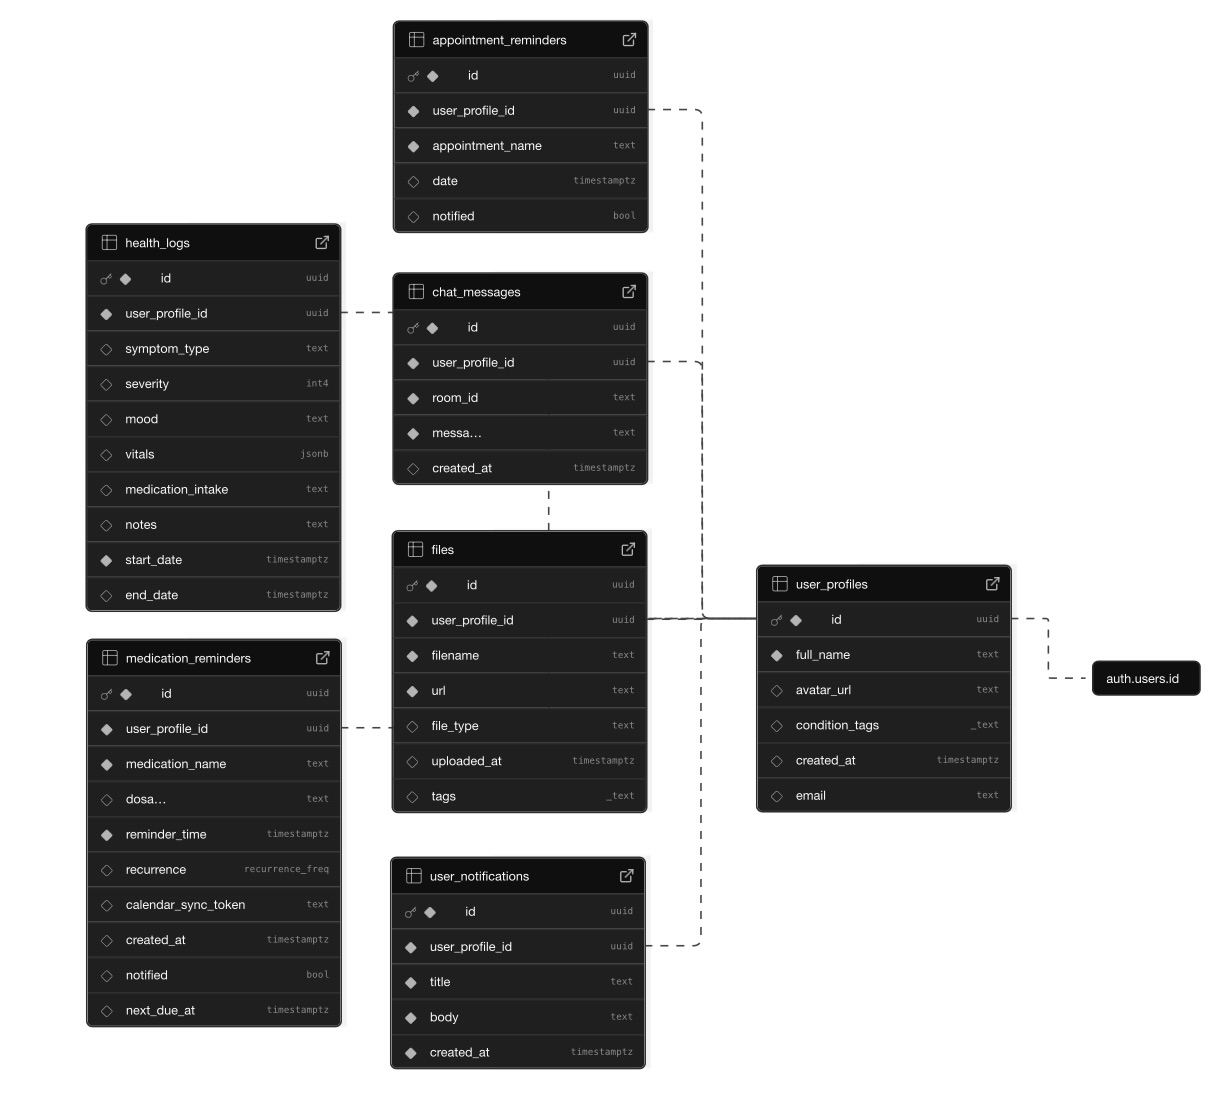 appointment_reminders
id uuid
user_profile_id uuid
appointment_name text
date timestamptz
notified bool
health_logs
id uuid
user_profile_id uuid
symptom_type text
severity int4
mood text
vitals jsonb
medication_intake text
notes text
start_date timestamptz
end_date timestamptz
chat_messages
id uuid
user_profile_id uuid
room_id text
messa... text
created_at timestamptz
files
id uuid
user_profile_id uuid
filename text
url text
file_type text
uploaded_at timestamptz
tags _text
user_profiles
id uuid
full_name text
avatar_url text
condition_tags _text
created_at timestamptz
email text
auth.users.id
medication_reminders
id uuid
user_profile_id uuid
medication_name text
dosa... text
reminder_time timestamptz
recurrence recurrence_freq
calendar_sync_token text
created_at timestamptz
notified bool
next_due_at timestamptz
user_notifications
id uuid
user_profile_id uuid
title text
body text
created_at timestamptz